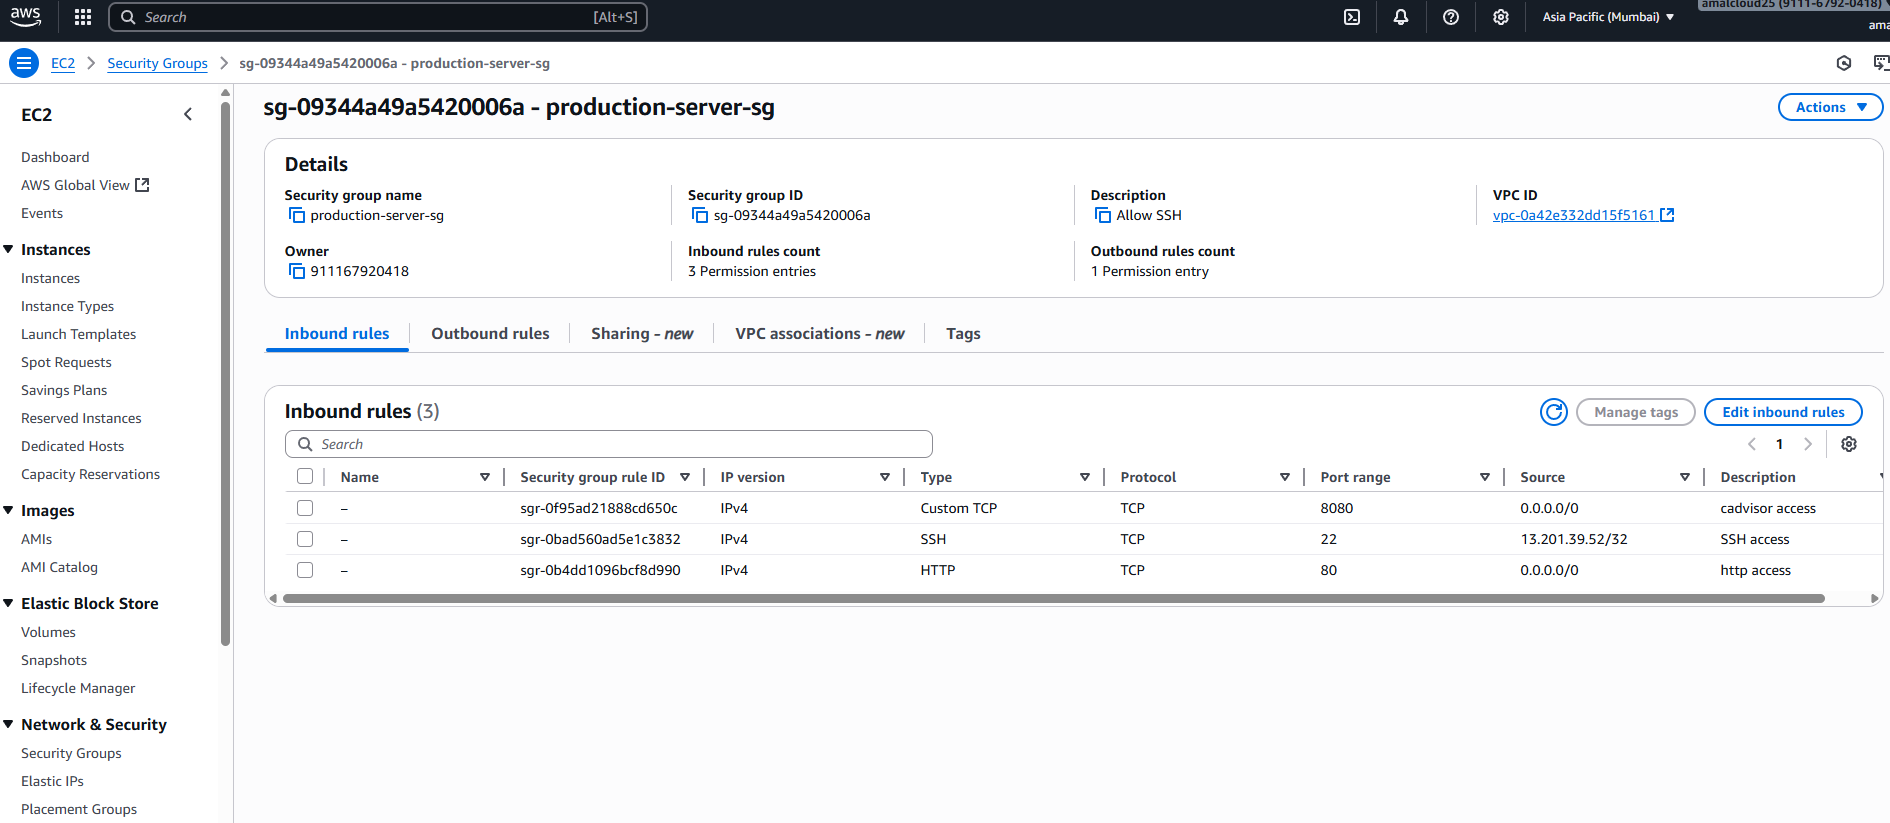 aws
Search [Alt+S]
Asia Pacific (Mumbai)
amalcloud25 (9111-6792-0418)
EC2 Security Groups sg-09344a49a5420006a - production-server-sg
EC2
Dashboard
AWS Global View
Events
Instances
Instances
Instance Types
Launch Templates
Spot Requests
Savings Plans
Reserved Instances
Dedicated Hosts
Capacity Reservations
Images
AMIs
AMI Catalog
Elastic Block Store
Volumes
Snapshots
Lifecycle Manager
Network & Security
Security Groups
Elastic IPs
Placement Groups
sg-09344a49a5420006a - production-server-sg
Actions
Details
Security group name Security group ID Description VPC ID
production-server-sg sg-09344a49a5420006a Allow SSH vpc-0a42e332dd15f5161
Owner Inbound rules count Outbound rules count
911167920418 3 Permission entries 1 Permission entry
Inbound rules Outbound rules Sharing - new VPC associations - new Tags
Inbound rules (3)
Manage tags Edit inbound rules
Search
1
Name Security group rule ID IP version Type Protocol Port range Source Description
– sgr-0f95ad21888cd650c IPv4 Custom TCP TCP 8080 0.0.0.0/0 cadvisor access
– sgr-0bad560ad5e1c3832 IPv4 SSH TCP 22 13.201.39.52/32 SSH access
– sgr-0b4dd1096bcf8d990 IPv4 HTTP TCP 80 0.0.0.0/0 http access